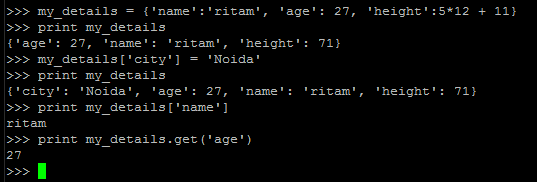 >>> my_details = {'name':'ritam', 'age': 27, 'height':5*12 + 11}
>>> print my_details
{'age': 27, 'name': 'ritam', 'height': 71}
>>> my_details['city'] = 'Noida'
>>> print my_details
{'city': 'Noida', 'age': 27, 'name': 'ritam', 'height': 71}
>>> print my_details['name']
ritam
>>> print my_details.get('age')
27
>>>